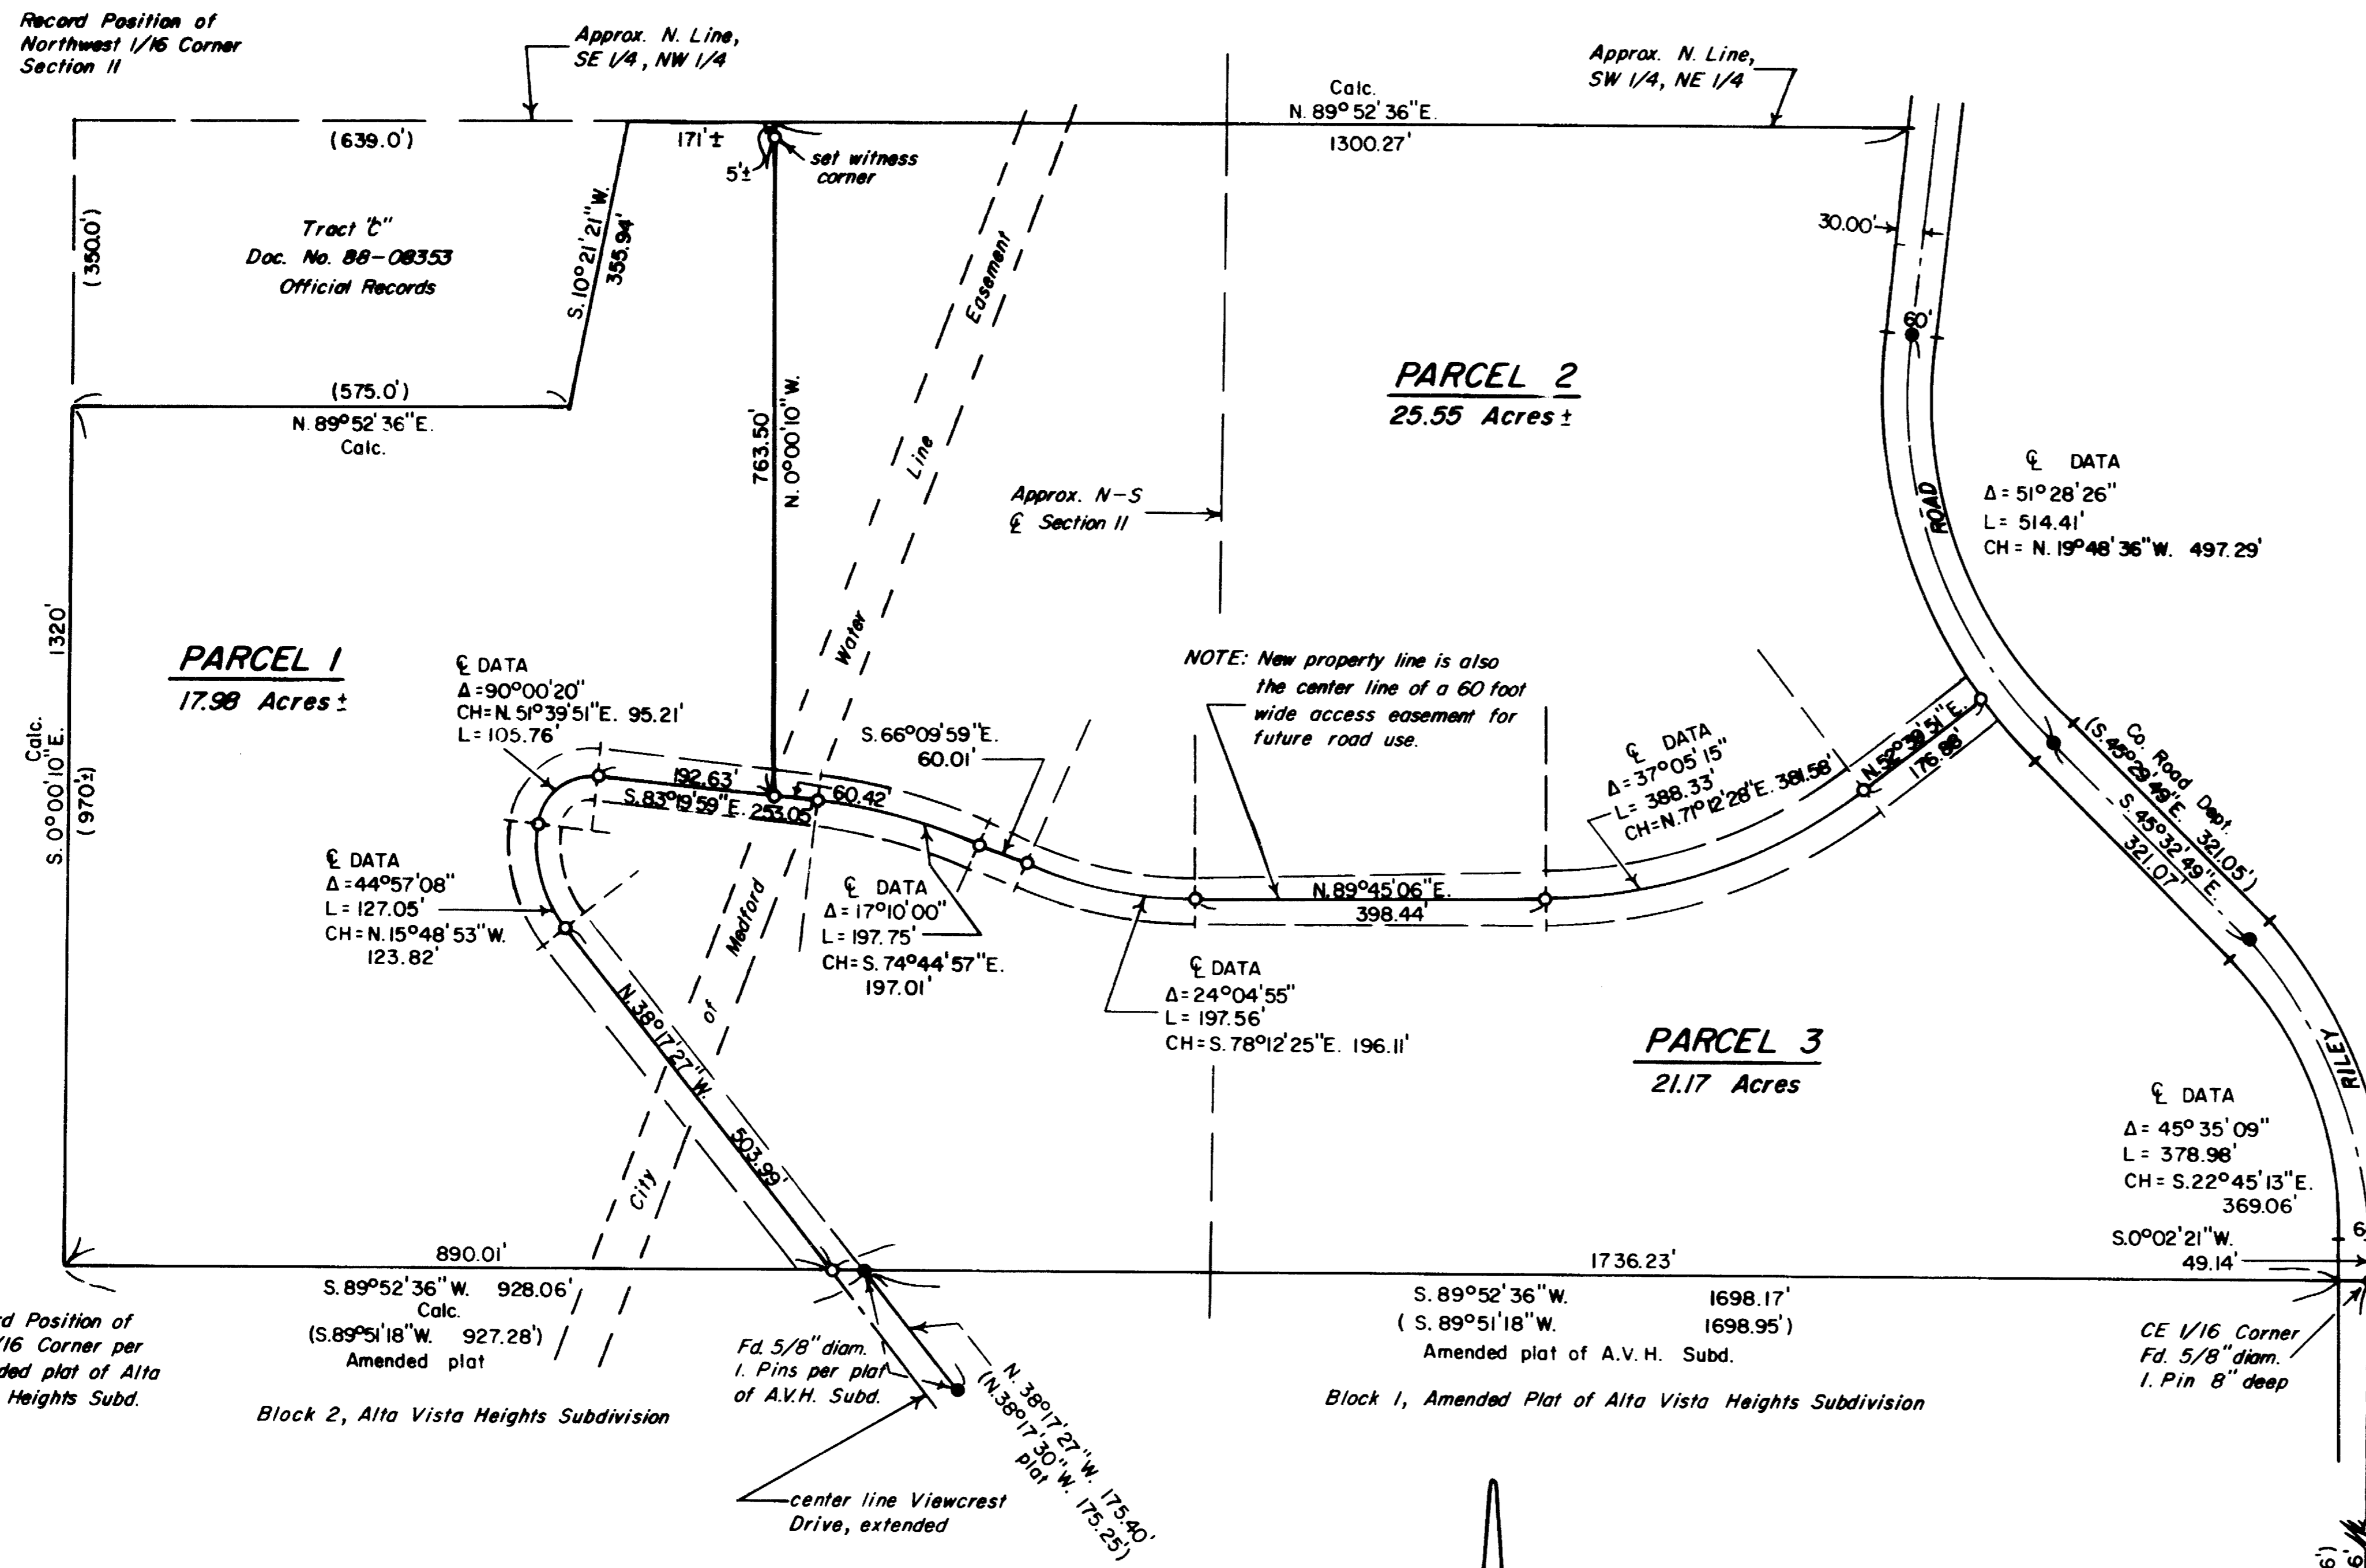 Record Position of
Northwest 1/16 Corner
Section 11
Approx. N. Line,
SE 1/4, NW 1/4
Approx. N. Line,
SW 1/4, NE 1/4
Calc.
N. 89° 52' 36" E.
1300.27'
(639.0')
171' ±
5' ±
set witness
corner
(350.0')
Tract "C"
Doc. No. 88-08353
Official Records
S. 10° 21' 21" W.
355.94'
(575.0')
N. 89° 52' 36" E.
Calc.
763.50'
N. 0° 00' 10" W.
City of Medford Water Line Easement
Approx. N-S
℄ Section 11
30.00'
60'
PARCEL 2
25.55 Acres ±
ROAD
℄ DATA
Δ = 51° 28' 26"
L = 514.41'
CH = N. 19° 48' 36" W. 497.29'
Calc.
S. 0° 00' 10" E. 1320'
(970' ±)
PARCEL 1
17.98 Acres ±
℄ DATA
Δ = 90° 00' 20"
CH = N. 51° 39' 51" E. 95.21'
L = 105.76'
S. 66° 09' 59" E.
60.01'
NOTE: New property line is also
the center line of a 60 foot
wide access easement for
future road use.
192.63'
60.42
S. 83° 19' 59" E. 253.05'
℄ DATA
Δ = 37° 05' 15"
L = 388.33'
CH = N. 71° 12' 28" E. 381.58'
N. 52° 39' 51" E.
176.88'
Co. Road Dept.
(S. 45° 29' 49" E. 321.05')
S. 45° 32' 49" E.
321.07'
℄ DATA
Δ = 44° 57' 08"
L = 127.05'
CH = N. 15° 48' 53" W.
123.82'
℄ DATA
Δ = 17° 10' 00"
L = 197.75'
CH = S. 74° 44' 57" E.
197.01'
N. 89° 45' 06" E.
398.44'
℄ DATA
Δ = 24° 04' 55"
L = 197.56'
CH = S. 78° 12' 25" E. 196.11'
N. 38° 17' 27" W.
503.99'
PARCEL 3
21.17 Acres
RILEY
℄ DATA
Δ = 45° 35' 09"
L = 378.98'
CH = S. 22° 45' 13" E.
369.06'
S. 0° 02' 21" W.
49.14'
6
890.01'
S. 89° 52' 36" W. 928.06'
Calc.
(S. 89° 51' 18" W. 927.28')
Amended plat
1736.23'
S. 89° 52' 36" W. 1698.17'
(S. 89° 51' 18" W. 1698.95')
Amended plat of A.V.H. Subd.
d Position of
/16 Corner per
ded plat of Alta
Heights Subd.
Fd. 5/8" diam.
I. Pins per plat
of A.V.H. Subd.
CE 1/16 Corner
Fd. 5/8" diam.
I. Pin 8" deep
Block 2, Alta Vista Heights Subdivision
Block 1, Amended Plat of Alta Vista Heights Subdivision
N. 38° 17' 27" W. 175.40'
(N. 38° 17' 30" W. 175.25')
plat
center line Viewcrest
Drive, extended
6')
6'